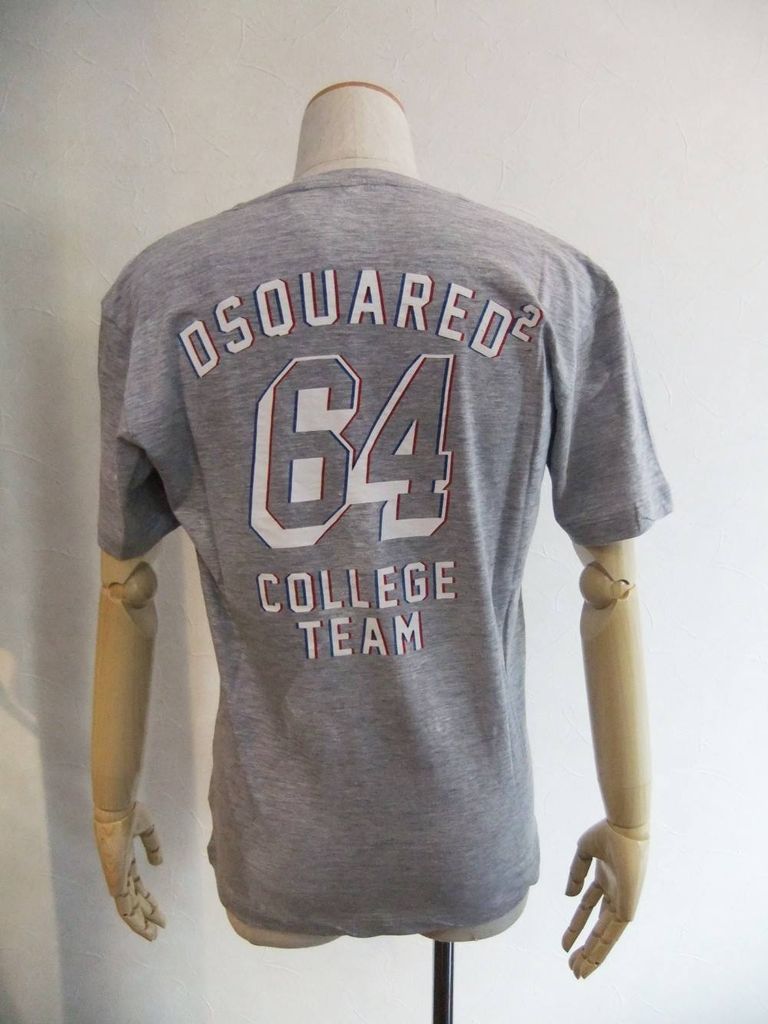 DSQUARED²
64
COLLEGE
TEAM